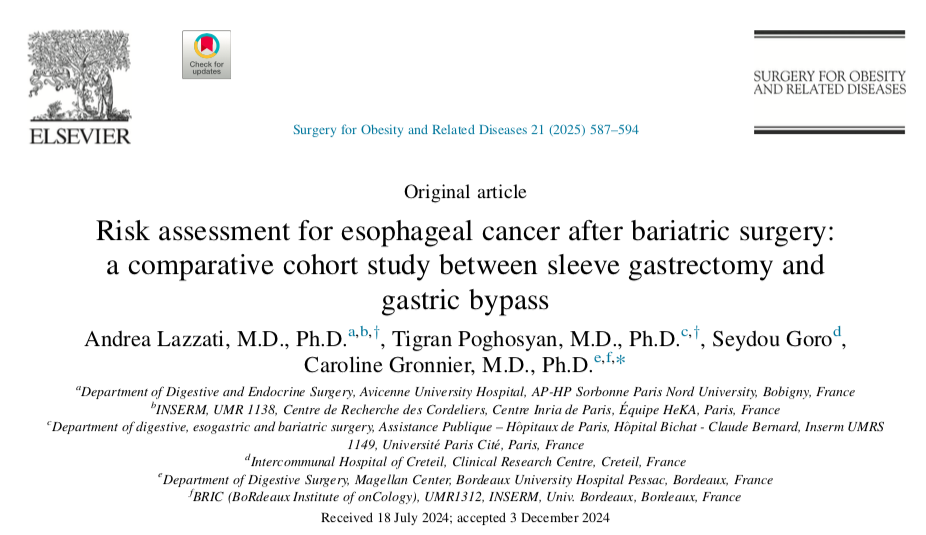 ELSEVIER
Check for
updates
SURGERY FOR OBESITY
AND RELATED DISEASES
Surgery for Obesity and Related Diseases 21 (2025) 587–594
Original article
Risk assessment for esophageal cancer after bariatric surgery:
a comparative cohort study between sleeve gastrectomy and
gastric bypass
Andrea Lazzati, M.D., Ph.D.a,b,†, Tigran Poghosyan, M.D., Ph.D.c,†, Seydou Gorod,
Caroline Gronnier, M.D., Ph.D.e,f,*
aDepartment of Digestive and Endocrine Surgery, Avicenne University Hospital, AP-HP Sorbonne Paris Nord University, Bobigny, France
bINSERM, UMR 1138, Centre de Recherche des Cordeliers, Centre Inria de Paris, Équipe HeKA, Paris, France
cDepartment of digestive, esogastric and bariatric surgery, Assistance Publique – Hôpitaux de Paris, Hôpital Bichat - Claude Bernard, Inserm UMRS
1149, Université Paris Cité, Paris, France
dIntercommunal Hospital of Creteil, Clinical Research Centre, Creteil, France
eDepartment of Digestive Surgery, Magellan Center, Bordeaux University Hospital Pessac, Bordeaux, France
fBRIC (BoRdeaux Institute of onCology), UMR1312, INSERM, Univ. Bordeaux, Bordeaux, France
Received 18 July 2024; accepted 3 December 2024